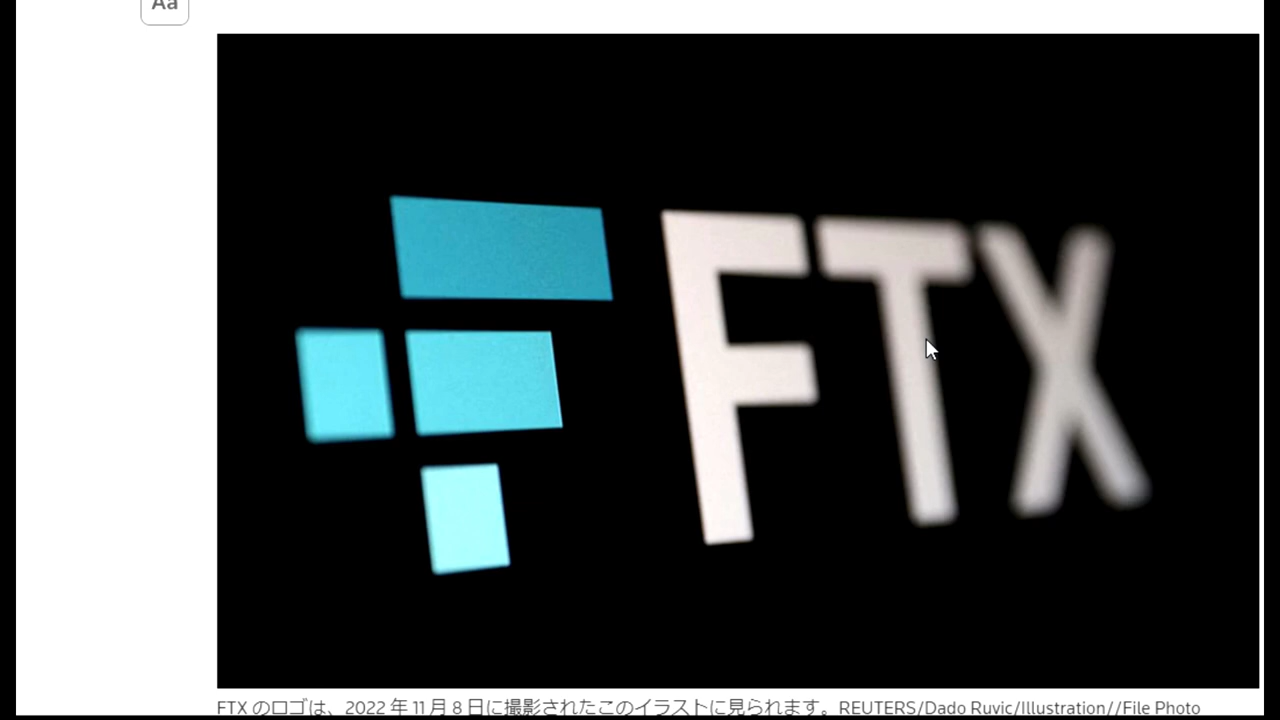 Aa
FTX
FTX のロゴは、2022 年 11 月 8 日に撮影されたこのイラストに見られます。REUTERS/Dado Ruvic/Illustration//File Photo